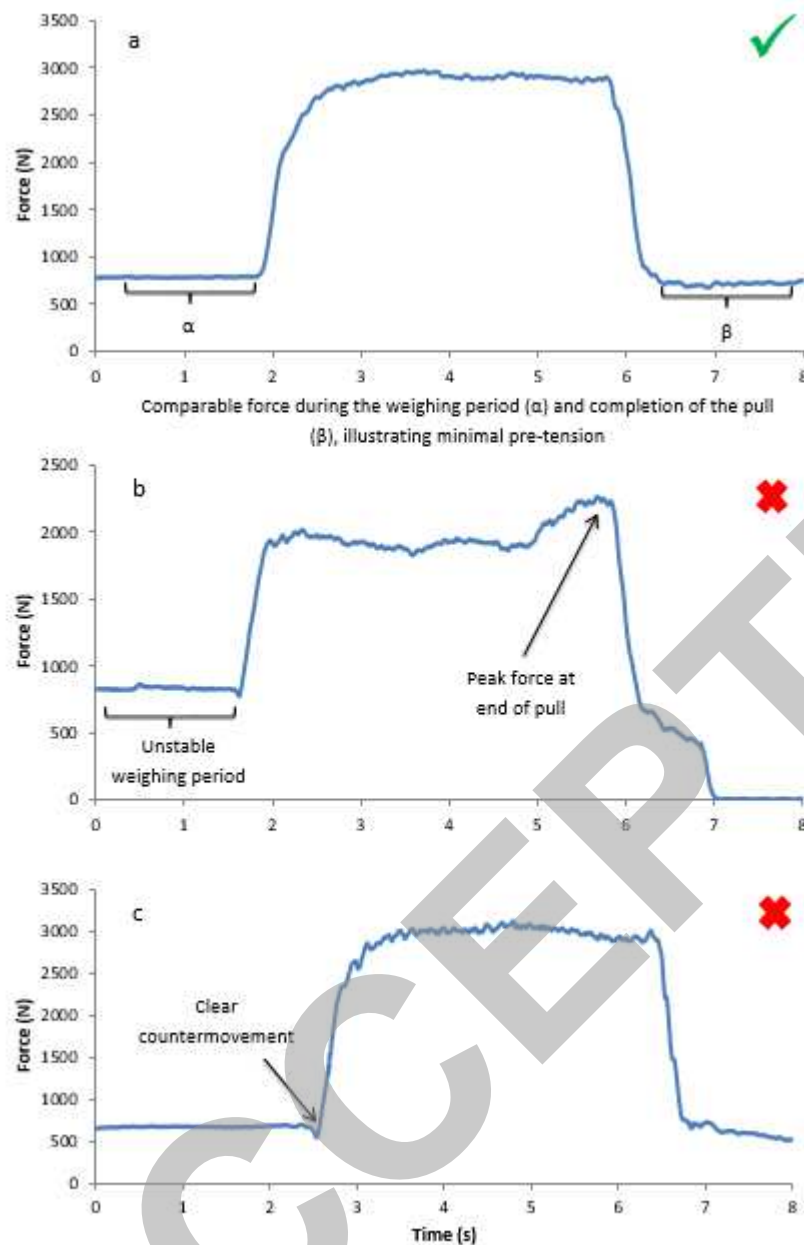 a
3500
3000
2500
2000
1500
1000
500
0
Force (N)
α
β
0 1 2 3 4 5 6 7 8
Comparable force during the weighing period (α) and completion of the pull
(β), illustrating minimal pre-tension
b
2500
2000
1500
1000
500
0
Force (N)
Peak force at
end of pull
Unstable
weighing period
0 1 2 3 4 5 6 7 8
c
3500
3000
2500
2000
1500
1000
500
0
Force (N)
Clear
countermovement
0 1 2 3 4 5 6 7 8
Time (s)
CCEPT